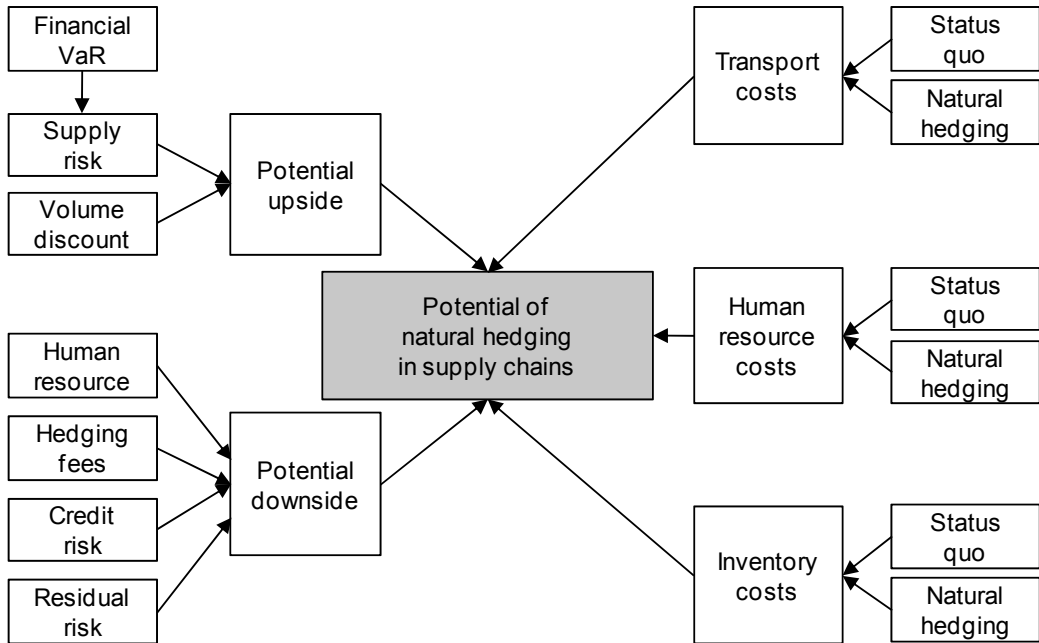 Financial
VaR
Supply
risk
Volume
discount
Potential
upside
Human
resource
Hedging
fees
Credit
risk
Residual
risk
Potential
downside
Potential of
natural hedging
in supply chains
Transport
costs
Status
quo
Natural
hedging
Human
resource
costs
Status
quo
Natural
hedging
Inventory
costs
Status
quo
Natural
hedging